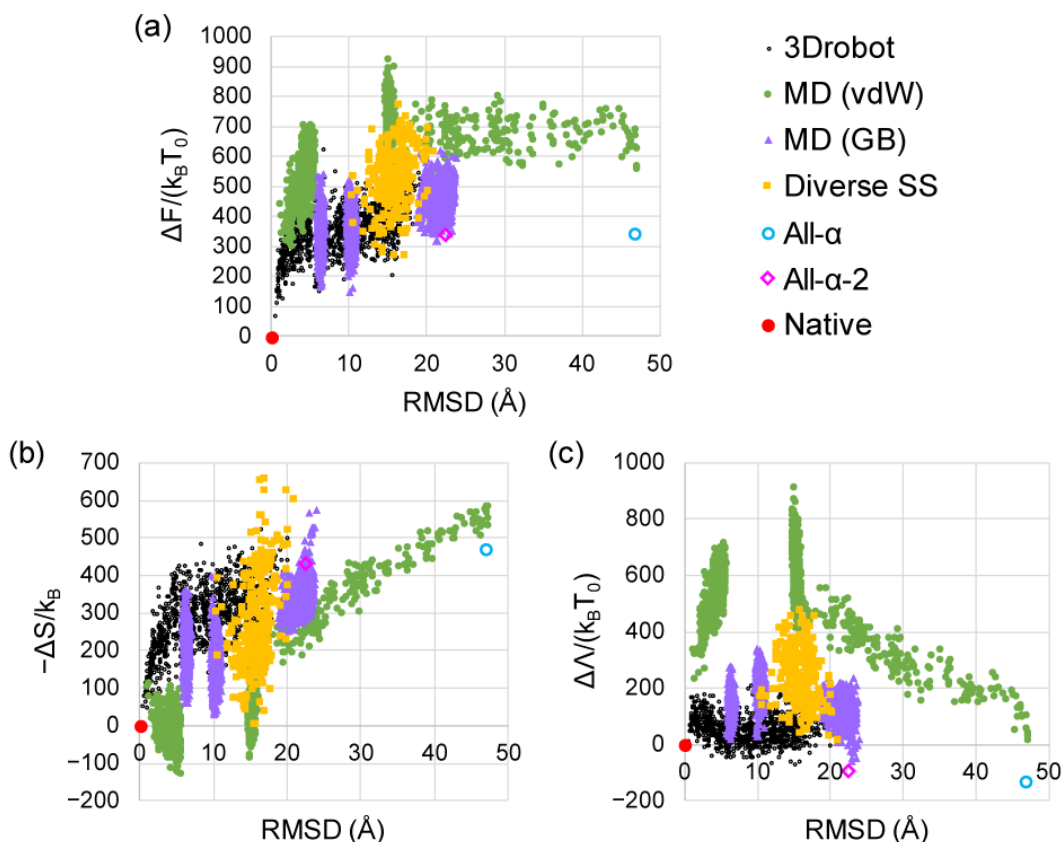 (a)
ΔF/(k_BT_0)
1000
900
800
700
600
500
400
300
200
100
0
0 10 20 30 40 50
RMSD (Å)
3Drobot
MD (vdW)
MD (GB)
Diverse SS
All-α
All-α-2
Native
(b)
−ΔS/k_B
700
600
500
400
300
200
100
0
−100
−200
0 10 20 30 40 50
RMSD (Å)
(c)
ΔΛ/(k_BT_0)
1000
800
600
400
200
0
−200
0 10 20 30 40 50
RMSD (Å)